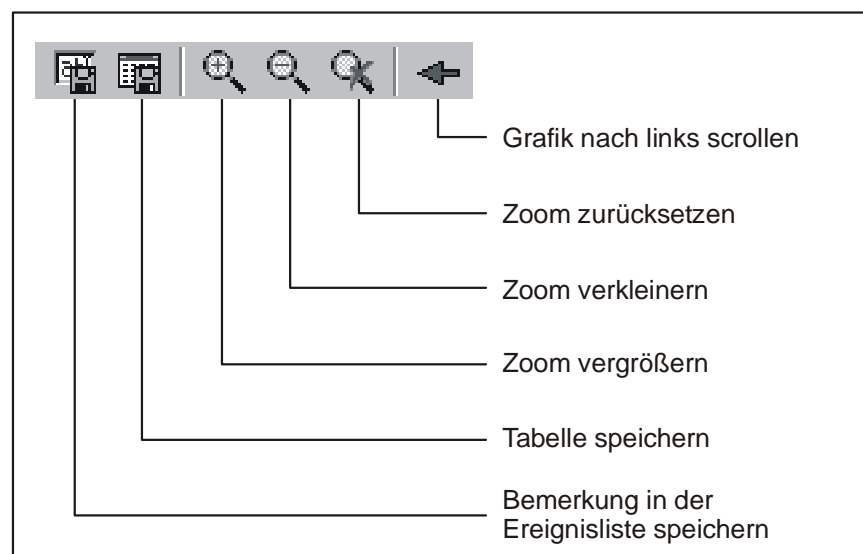 Grafik nach links scrollen
Zoom zurücksetzen
Zoom verkleinern
Zoom vergrößern
Tabelle speichern
Bemerkung in der
Ereignisliste speichern